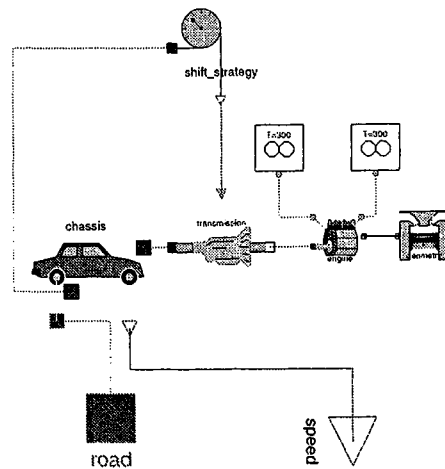 shift_strategy
T=300
T=300
chassis
transmission
engine
speed
road